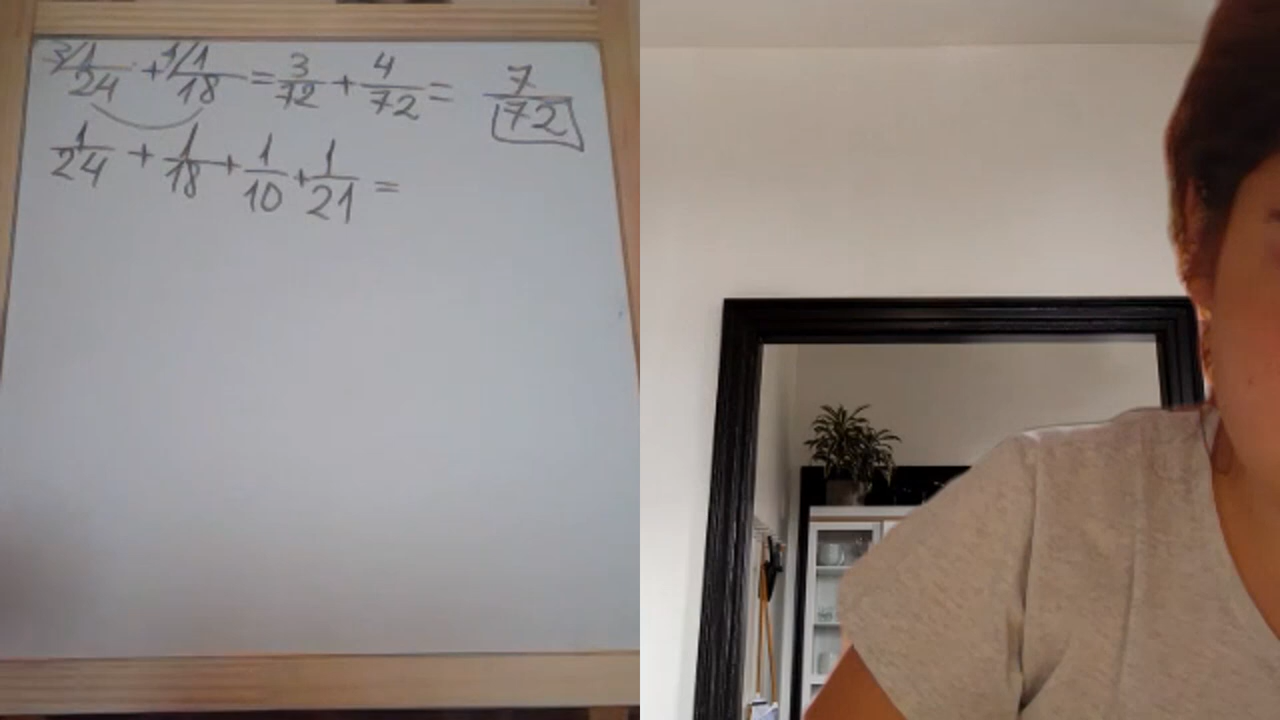 3/1/24 + 4/1/18 = 3/72 + 4/72 = 7/72
1/24 + 1/18 + 1/10 + 1/21 =